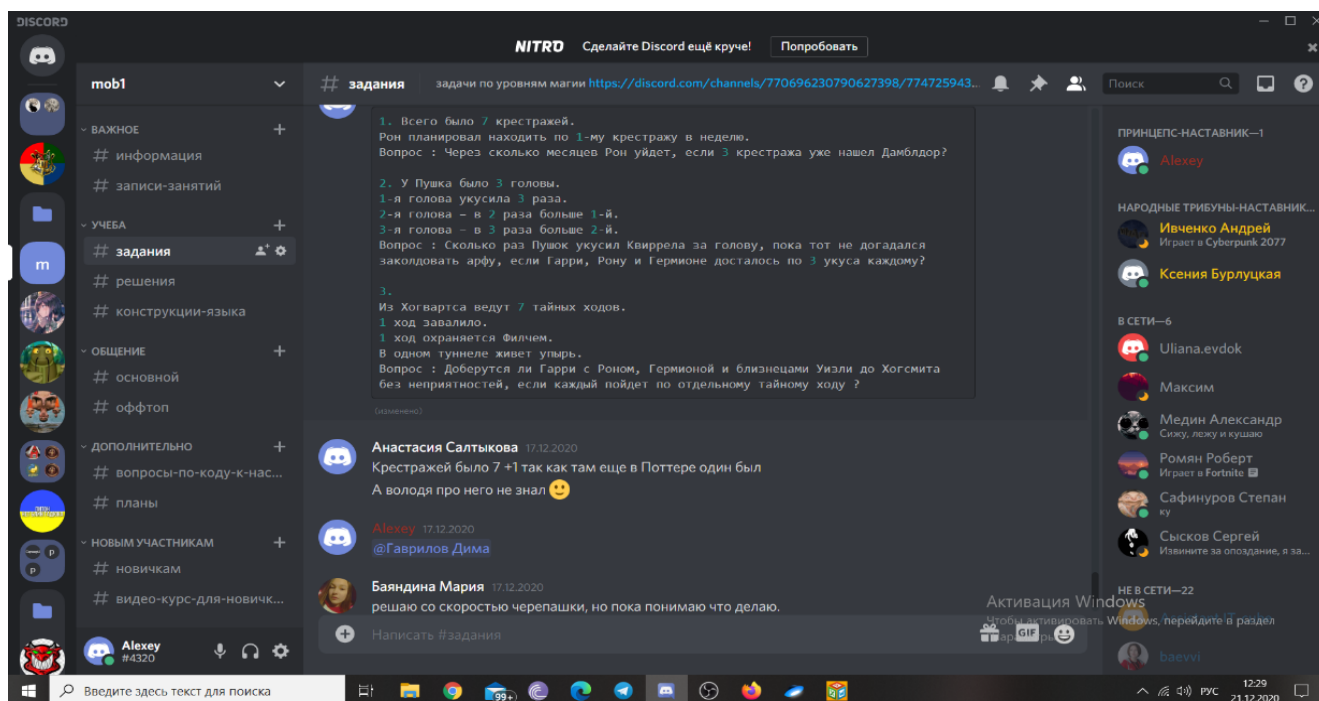 DISCORD
NITRO Сделайте Discord ещё круче! Попробовать
mob1
ВАЖНОЕ
# информация
# записи-занятий
УЧЕБА
# задания
# решения
# конструкции-языка
ОБЩЕНИЕ
# основной
# оффтоп
ДОПОЛНИТЕЛЬНО
# вопросы-по-коду-к-нас...
# планы
НОВЫМ УЧАСТНИКАМ
# новичкам
# видео-курс-для-новичк...
Alexey
#4320
m
# задания задачи по уровням магии https://discord.com/channels/770696230790627398/774725943...
Поиск
1. Всего было 7 крестражей.
Рон планировал находить по 1-му крестражу в неделю.
Вопрос : Через сколько месяцев Рон уйдет, если 3 крестража уже нашел Дамблдор?
2. У Пушка было 3 головы.
1-я голова укусила 3 раза.
2-я голова – в 2 раза больше 1-й.
3-я голова – в 3 раза больше 2-й.
Вопрос : Сколько раз Пушок укусил Квиррела за голову, пока тот не догадался
заколдовать арфу, если Гарри, Рону и Гермионе досталось по 3 укуса каждому?
3.
Из Хогвартса ведут 7 тайных ходов.
1 ход завалило.
1 ход охраняется Филчем.
В одном туннеле живет упырь.
Вопрос : Доберутся ли Гарри с Роном, Гермионой и близнецами Уизли до Хогсмита
без неприятностей, если каждый пойдет по отдельному тайному ходу ?
(изменено)
Анастасия Салтыкова 17.12.2020
Крестражей было 7 +1 так как там еще в Поттере один был
А володя про него не знал
Alexey 17.12.2020
@Гаврилов Дима
Баяндина Мария 17.12.2020
решаю со скоростью черепашки, но пока понимаю что делаю.
Написать #задания
GIF
ПРИНЦЕПС-НАСТАВНИК—1
Alexey
НАРОДНЫЕ ТРИБУНЫ-НАСТАВНИК...
Ивченко Андрей
Играет в Cyberpunk 2077
Ксения Бурлуцкая
В СЕТИ—6
Uliana.evdok
Максим
Медин Александр
Сижу, лежу и кушаю
Ромян Роберт
Играет в Fortnite
Сафинуров Степан
ку
Сысков Сергей
Извините за опоздание, я за...
НЕ В СЕТИ—22
baevvi
Активация Windows
Чтобы активировать Windows, перейдите в раздел
Введите здесь текст для поиска
99+
РУС
12:29
21.12.2020